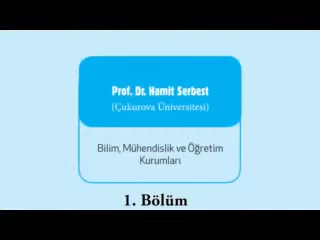 Prof. Dr. Hamit Serbest
(Çukurova Üniversitesi)
Bilim, Mühendislik ve Öğretim
Kurumları
1. Bölüm